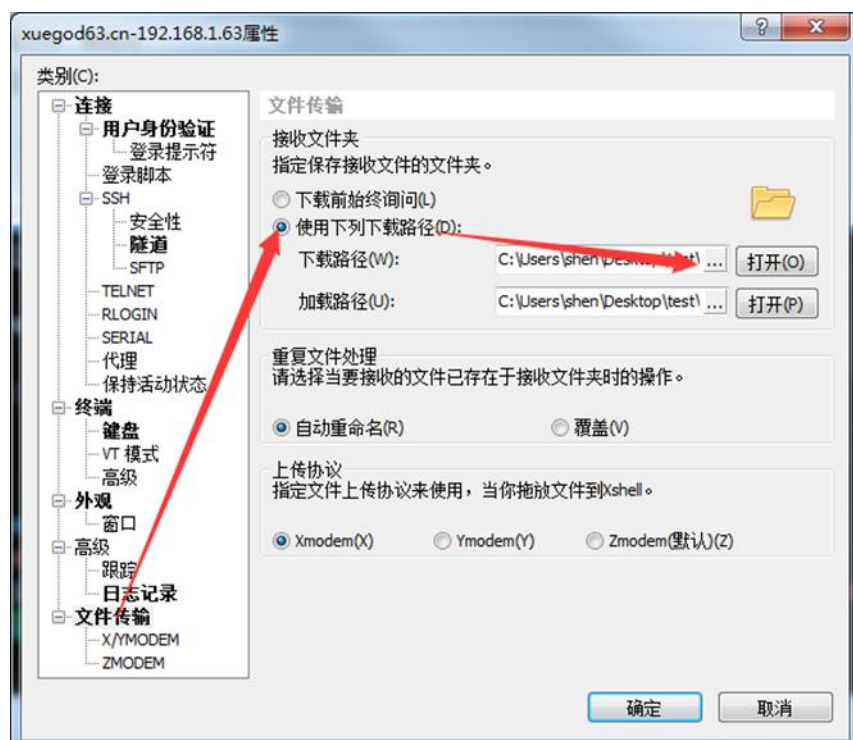 xuegod63.cn-192.168.1.63属性
类别(C):
连接
用户身份验证
登录提示符
登录脚本
SSH
安全性
隧道
SFTP
TELNET
RLOGIN
SERIAL
代理
保持活动状态
终端
键盘
VT 模式
高级
外观
窗口
高级
跟踪
日志记录
文件传输
X/YMODEM
ZMODEM
文件传输
接收文件夹
指定保存接收文件的文件夹。
下载前始终询问(L)
使用下列下载路径(D):
下载路径(W): C:\Users\shen\Desktop\test\ ... 打开(O)
加载路径(U): C:\Users\shen\Desktop\test\ ... 打开(P)
重复文件处理
请选择当要接收的文件已存在于接收文件夹时的操作。
自动重命名(R) 覆盖(V)
上传协议
指定文件上传协议来使用，当你拖放文件到Xshell。
Xmodem(X) Ymodem(Y) Zmodem(默认)(Z)
确定 取消